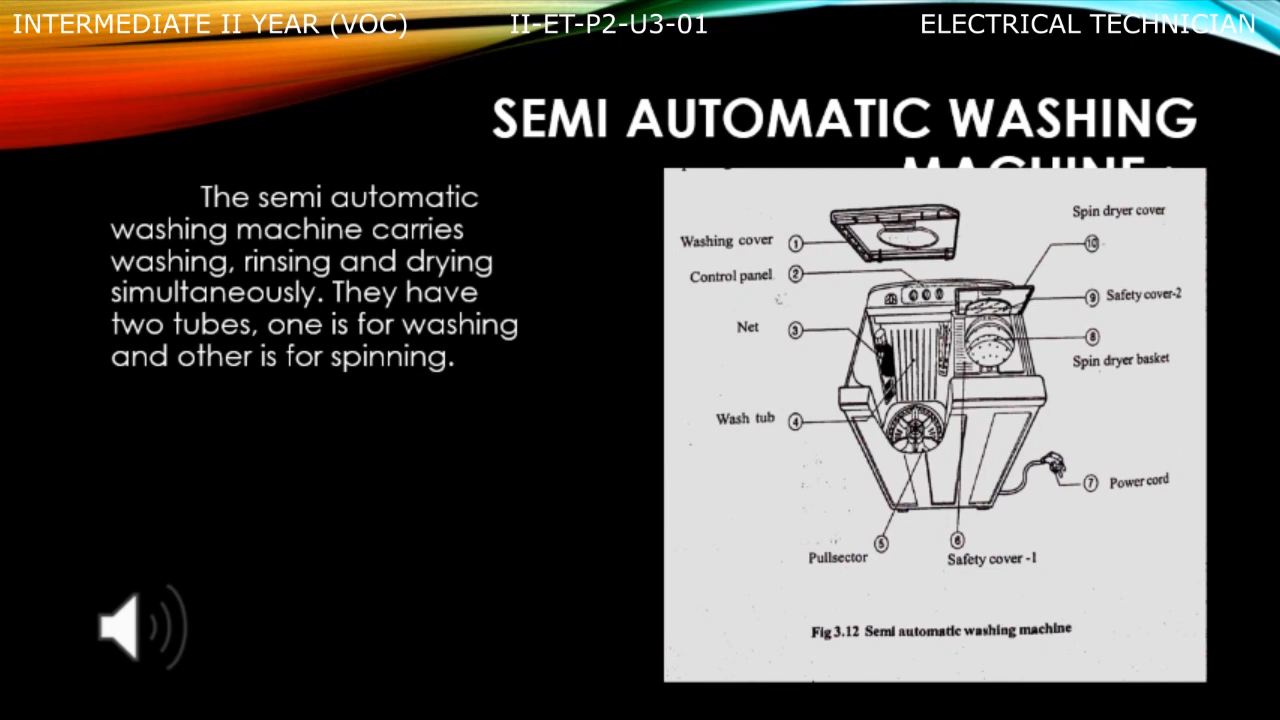 INTERMEDIATE II YEAR (VOC) II-ET-P2-U3-01 ELECTRICAL TECHNICIAN
SEMI AUTOMATIC WASHING
MACHINE :
The semi automatic
washing machine carries
washing, rinsing and drying
simultaneously. They have
two tubes, one is for washing
and other is for spinning.
Spin dryer cover
Washing cover 1
10
Control panel 2
9 Safety cover-2
Net 3
8
Spin dryer basket
Wash tub 4
7 Power cord
5
6
Pullsector
Safety cover -1
Fig 3.12 Semi automatic washing machine